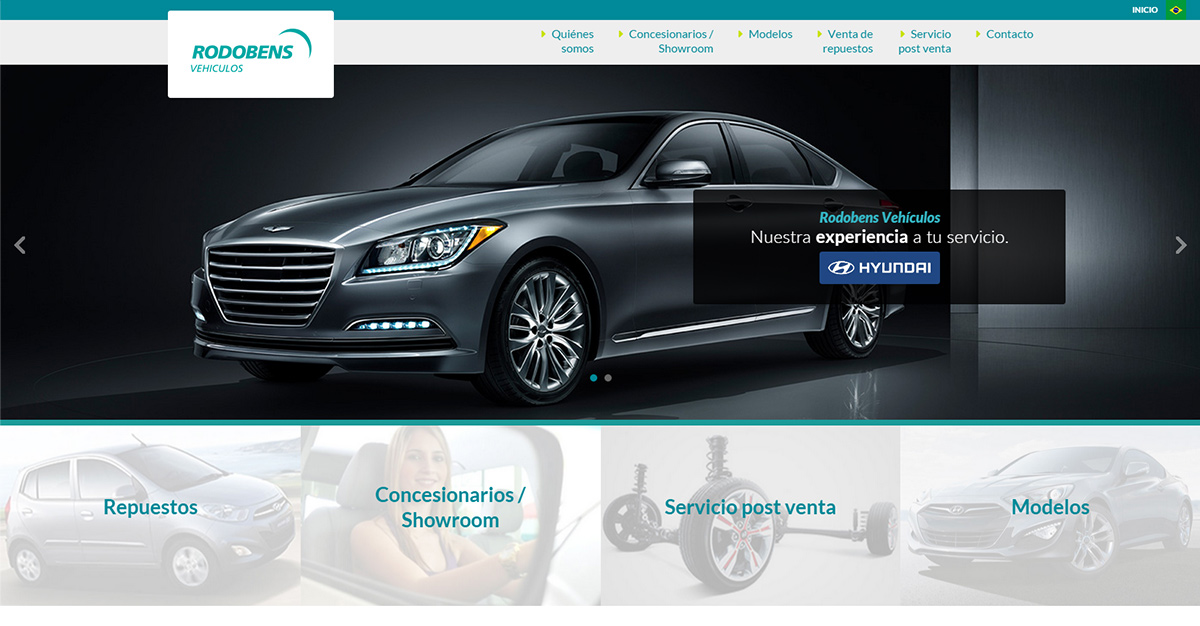 INICIO
RODOBENS
VEHICULOS
Quiénes
somos
Concesionarios /
Showroom
Modelos
Venta de
repuestos
Servicio
post venta
Contacto
Rodobens Vehículos
Nuestra experiencia a tu servicio.
HYUNDAI
Repuestos
Concesionarios /
Showroom
Servicio post venta
Modelos